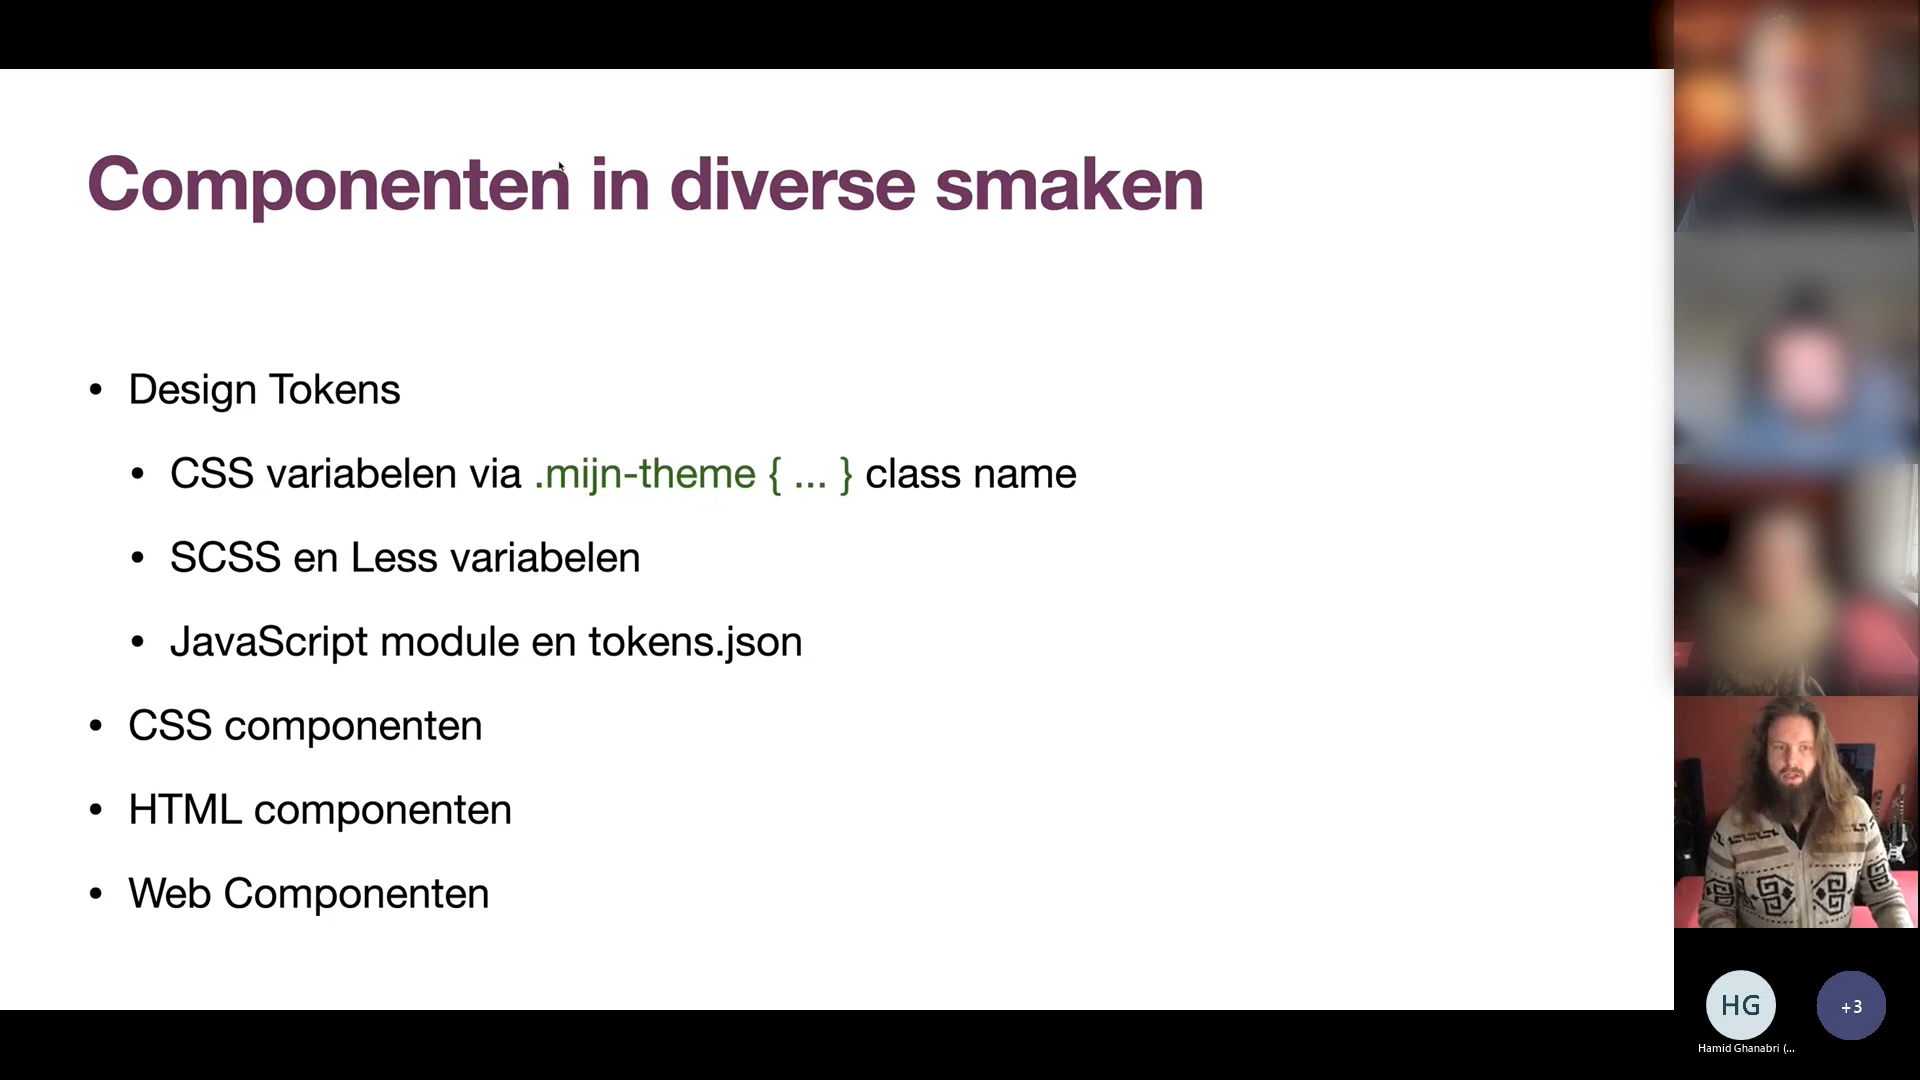 Componenten in diverse smaken
• Design Tokens
• CSS variabelen via .mijn-theme { ... } class name
• SCSS en Less variabelen
• JavaScript module en tokens.json
• CSS componenten
• HTML componenten
• Web Componenten
HG
+3
Hamid Ghanabri (...